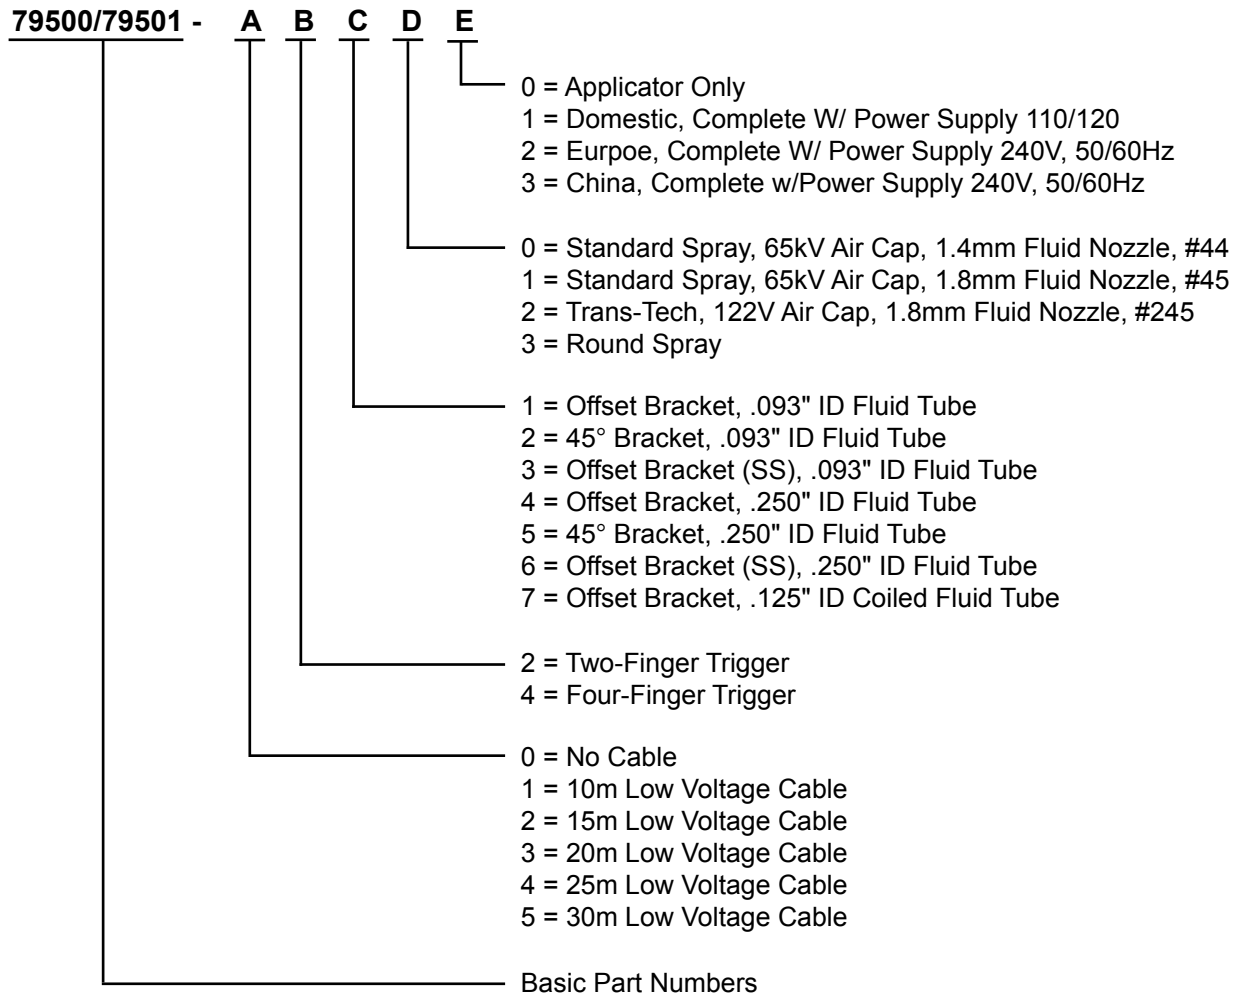 79500/79501 - A B C D E
0 = Applicator Only
1 = Domestic, Complete W/ Power Supply 110/120
2 = Eurpoe, Complete W/ Power Supply 240V, 50/60Hz
3 = China, Complete w/Power Supply 240V, 50/60Hz
0 = Standard Spray, 65kV Air Cap, 1.4mm Fluid Nozzle, #44
1 = Standard Spray, 65kV Air Cap, 1.8mm Fluid Nozzle, #45
2 = Trans-Tech, 122V Air Cap, 1.8mm Fluid Nozzle, #245
3 = Round Spray
1 = Offset Bracket, .093" ID Fluid Tube
2 = 45° Bracket, .093" ID Fluid Tube
3 = Offset Bracket (SS), .093" ID Fluid Tube
4 = Offset Bracket, .250" ID Fluid Tube
5 = 45° Bracket, .250" ID Fluid Tube
6 = Offset Bracket (SS), .250" ID Fluid Tube
7 = Offset Bracket, .125" ID Coiled Fluid Tube
2 = Two-Finger Trigger
4 = Four-Finger Trigger
0 = No Cable
1 = 10m Low Voltage Cable
2 = 15m Low Voltage Cable
3 = 20m Low Voltage Cable
4 = 25m Low Voltage Cable
5 = 30m Low Voltage Cable
Basic Part Numbers